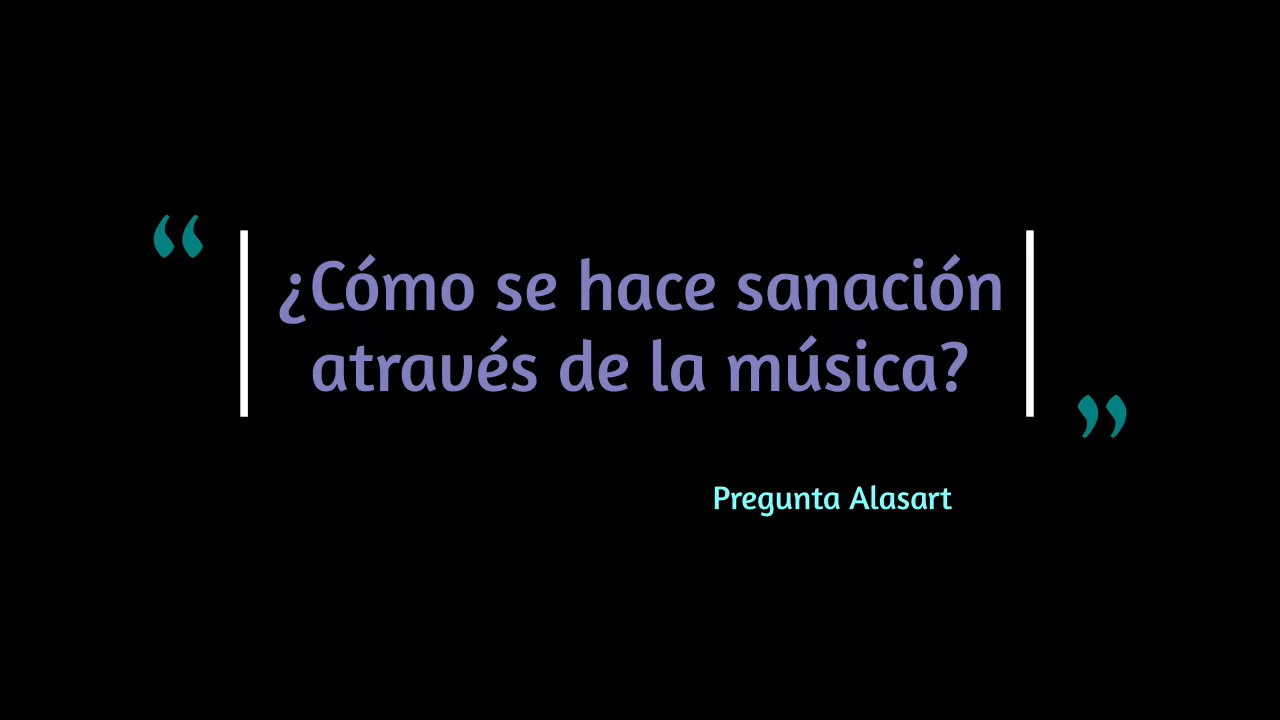 “
¿Cómo se hace sanación
através de la música?
”
Pregunta Alasart